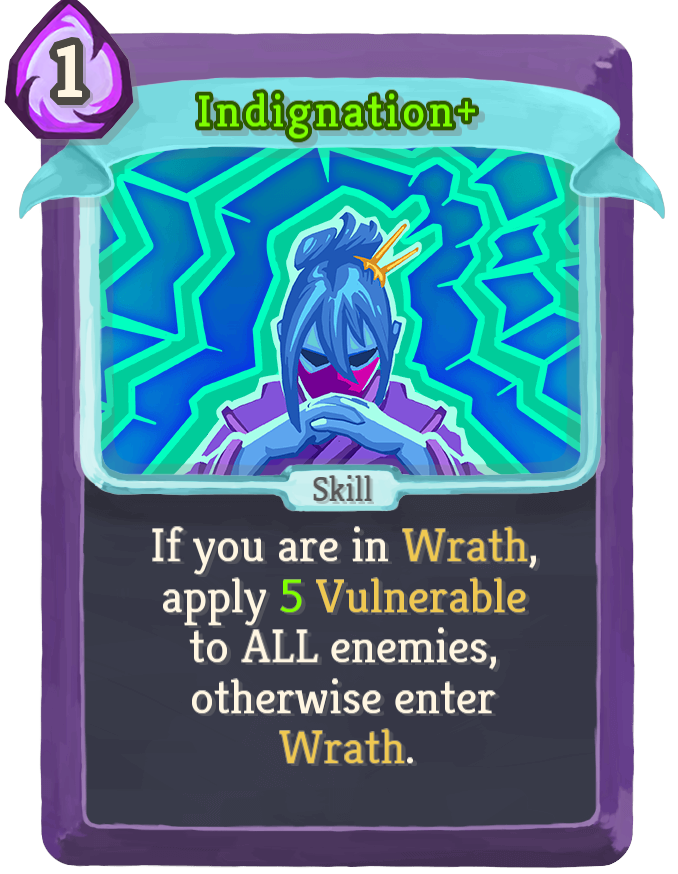 1
Indignation+
Skill
If you are in Wrath,
apply 5 Vulnerable
to ALL enemies,
otherwise enter
Wrath.